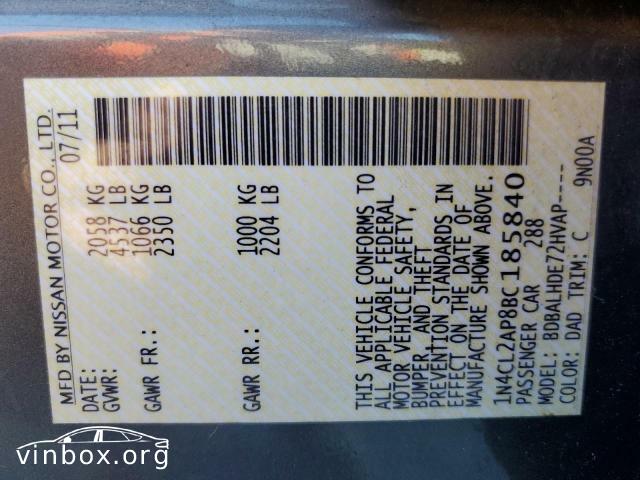 MFD BY NISSAN MOTOR CO., LTD.
DATE: 07/11
GVWR: 2058 KG
4537 LB
GAWR FR.: 1066 KG
2350 LB
GAWR RR.: 1000 KG
2204 LB
THIS VEHICLE CONFORMS TO
ALL APPLICABLE FEDERAL
MOTOR VEHICLE SAFETY,
BUMPER, AND THEFT
PREVENTION STANDARDS IN
EFFECT ON THE DATE OF
MANUFACTURE SHOWN ABOVE.
1N4CL2AP8BC185840
PASSENGER CAR 288
MODEL: BDBALHDE72HVAP----
COLOR: DAD TRIM: C 9N00A
vinbox.org